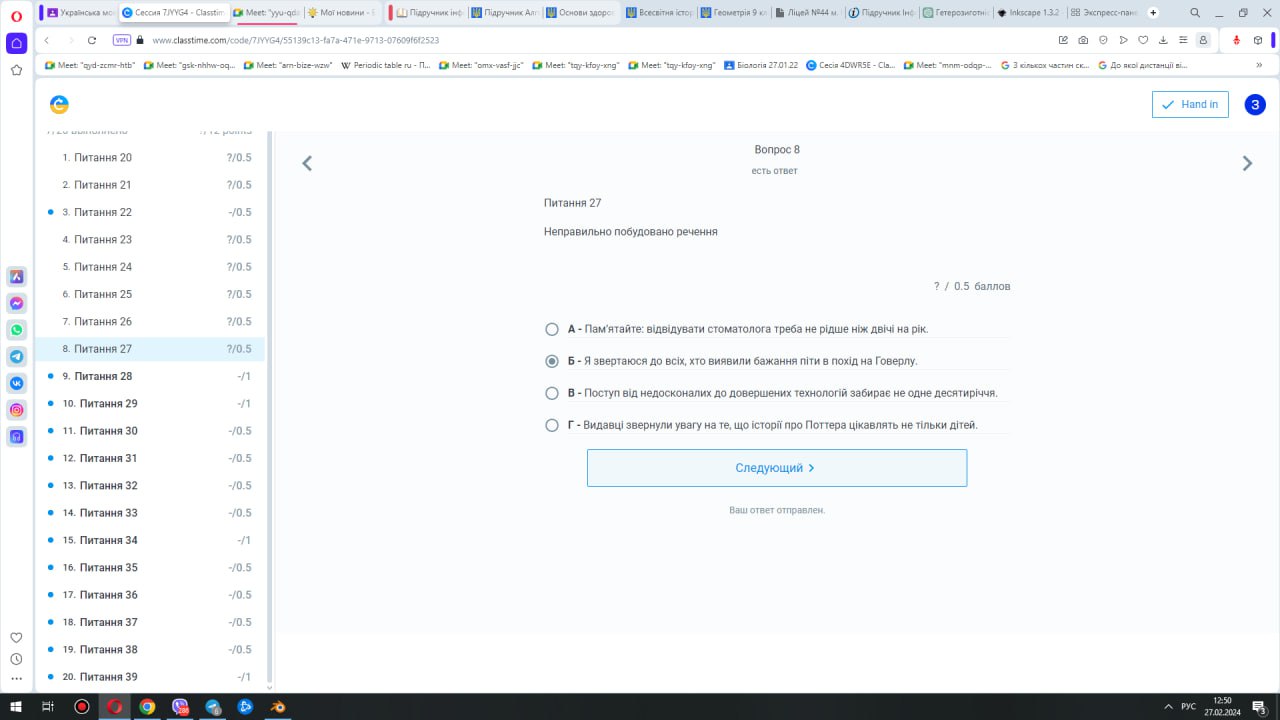 Українська мо
Сессия 7JYYG4 - Classtim
Meet: "yyu-qda
Мої новини - Е
Підручник інф
Підручник Алг
Основи здоро
Всесвітня істор
Геометрія 9 кл
Ліцей №944 оф
Підручник Інф
Inkscape 1.3.2
Экспресс-пане
VPN
www.classtime.com/code/7JYYG4/55139c13-fa7a-471e-9713-07609f6f2523
Meet: "qyd-zcmr-htb"
Meet: "gsk-nhhw-oq...
Meet: "arn-bize-wzw"
Periodic table ru - П...
Meet: "omx-vasf-jjc"
Meet: "tqy-kfoy-xng"
Meet: "tqy-kfoy-xng"
Біологія 27.01.22
Сесія 4DWR5E - Cla...
Meet: "mnm-odqp-...
З кількох частин ск...
До якої дистанції ві...
»
Hand in
З
?/12 points
1. Питання 20 ?/0.5
2. Питання 21 ?/0.5
3. Питання 22 -/0.5
4. Питання 23 ?/0.5
5. Питання 24 ?/0.5
6. Питання 25 ?/0.5
7. Питання 26 ?/0.5
8. Питання 27 ?/0.5
9. Питання 28 -/1
10. Питання 29 -/1
11. Питання 30 -/0.5
12. Питання 31 -/0.5
13. Питання 32 -/0.5
14. Питання 33 -/0.5
15. Питання 34 -/1
16. Питання 35 -/0.5
17. Питання 36 -/0.5
18. Питання 37 -/0.5
19. Питання 38 -/0.5
20. Питання 39 -/1
Вопрос 8
есть ответ
Питання 27
Неправильно побудовано речення
? / 0.5 баллов
А - Пам'ятайте: відвідувати стоматолога треба не рідше ніж двічі на рік.
Б - Я звертаюся до всіх, хто виявили бажання піти в похід на Говерлу.
В - Поступ від недосконалих до довершених технологій забирає не одне десятиріччя.
Г - Видавці звернули увагу на те, що історії про Поттера цікавлять не тільки дітей.
Следующий
Ваш ответ отправлен.
РУС
12:50
27.02.2024